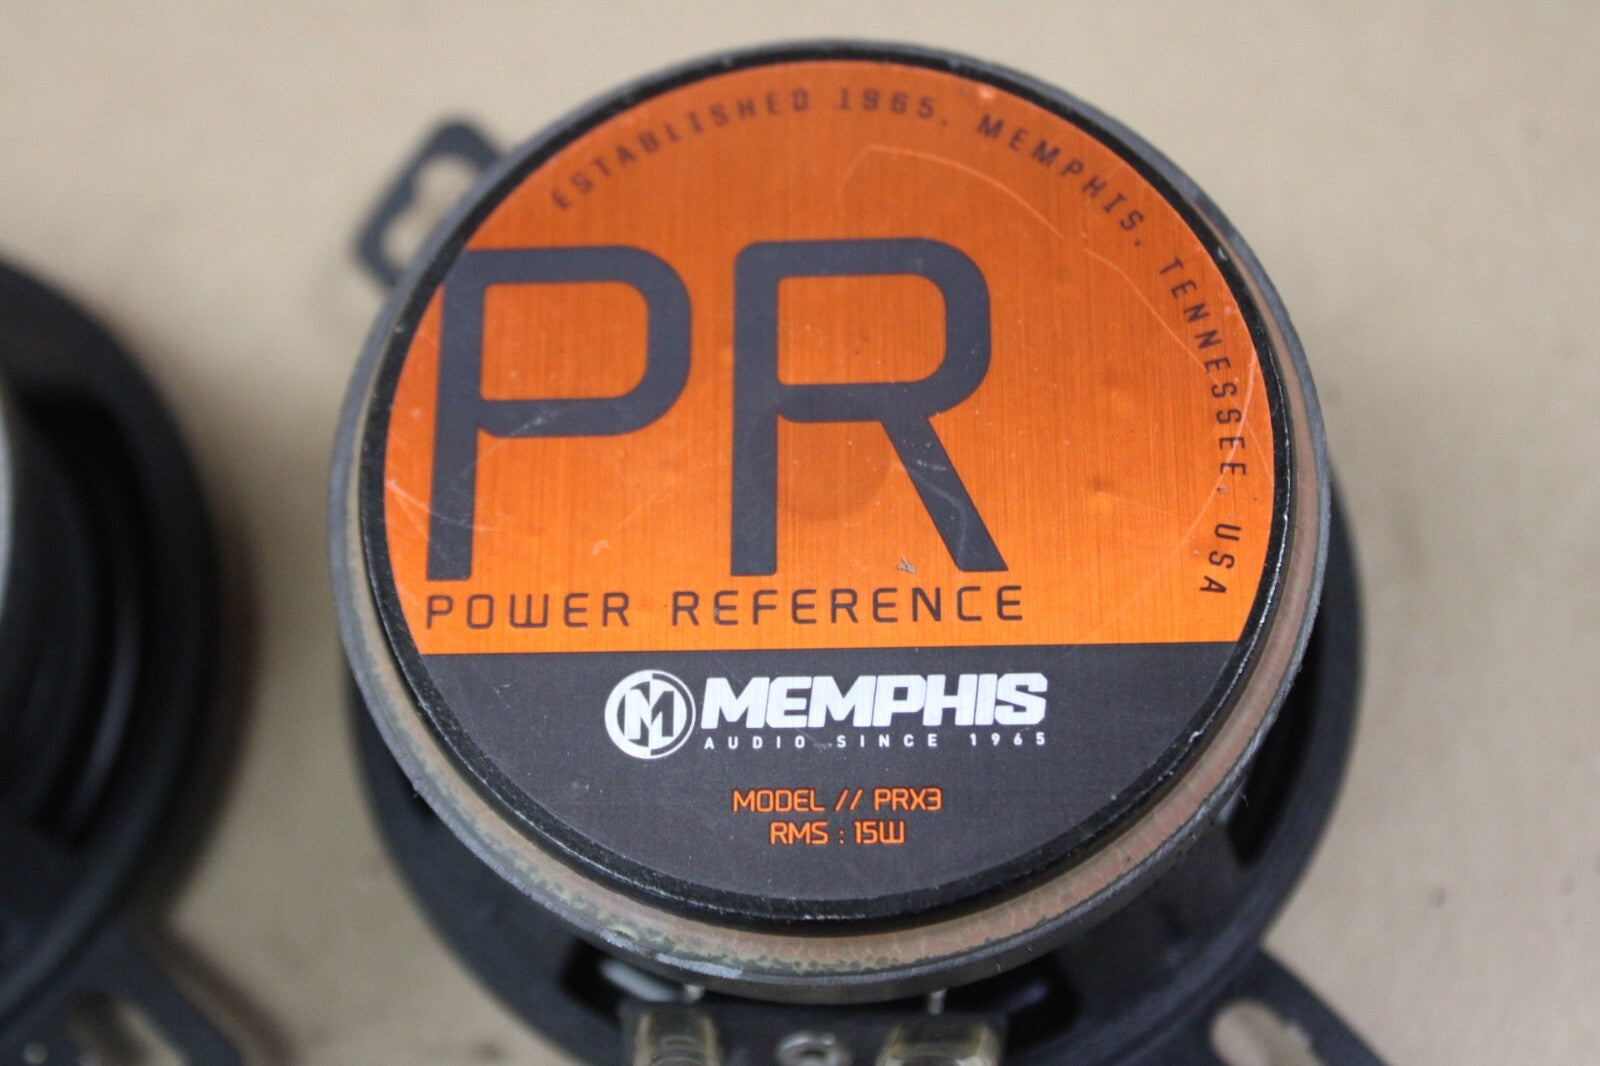 ESTABLISHED 1965. MEMPHIS. TENNESSEE. USA
PR
POWER REFERENCE
M MEMPHIS
AUDIO SINCE 1965
MODEL // PRX3
RMS : 15W